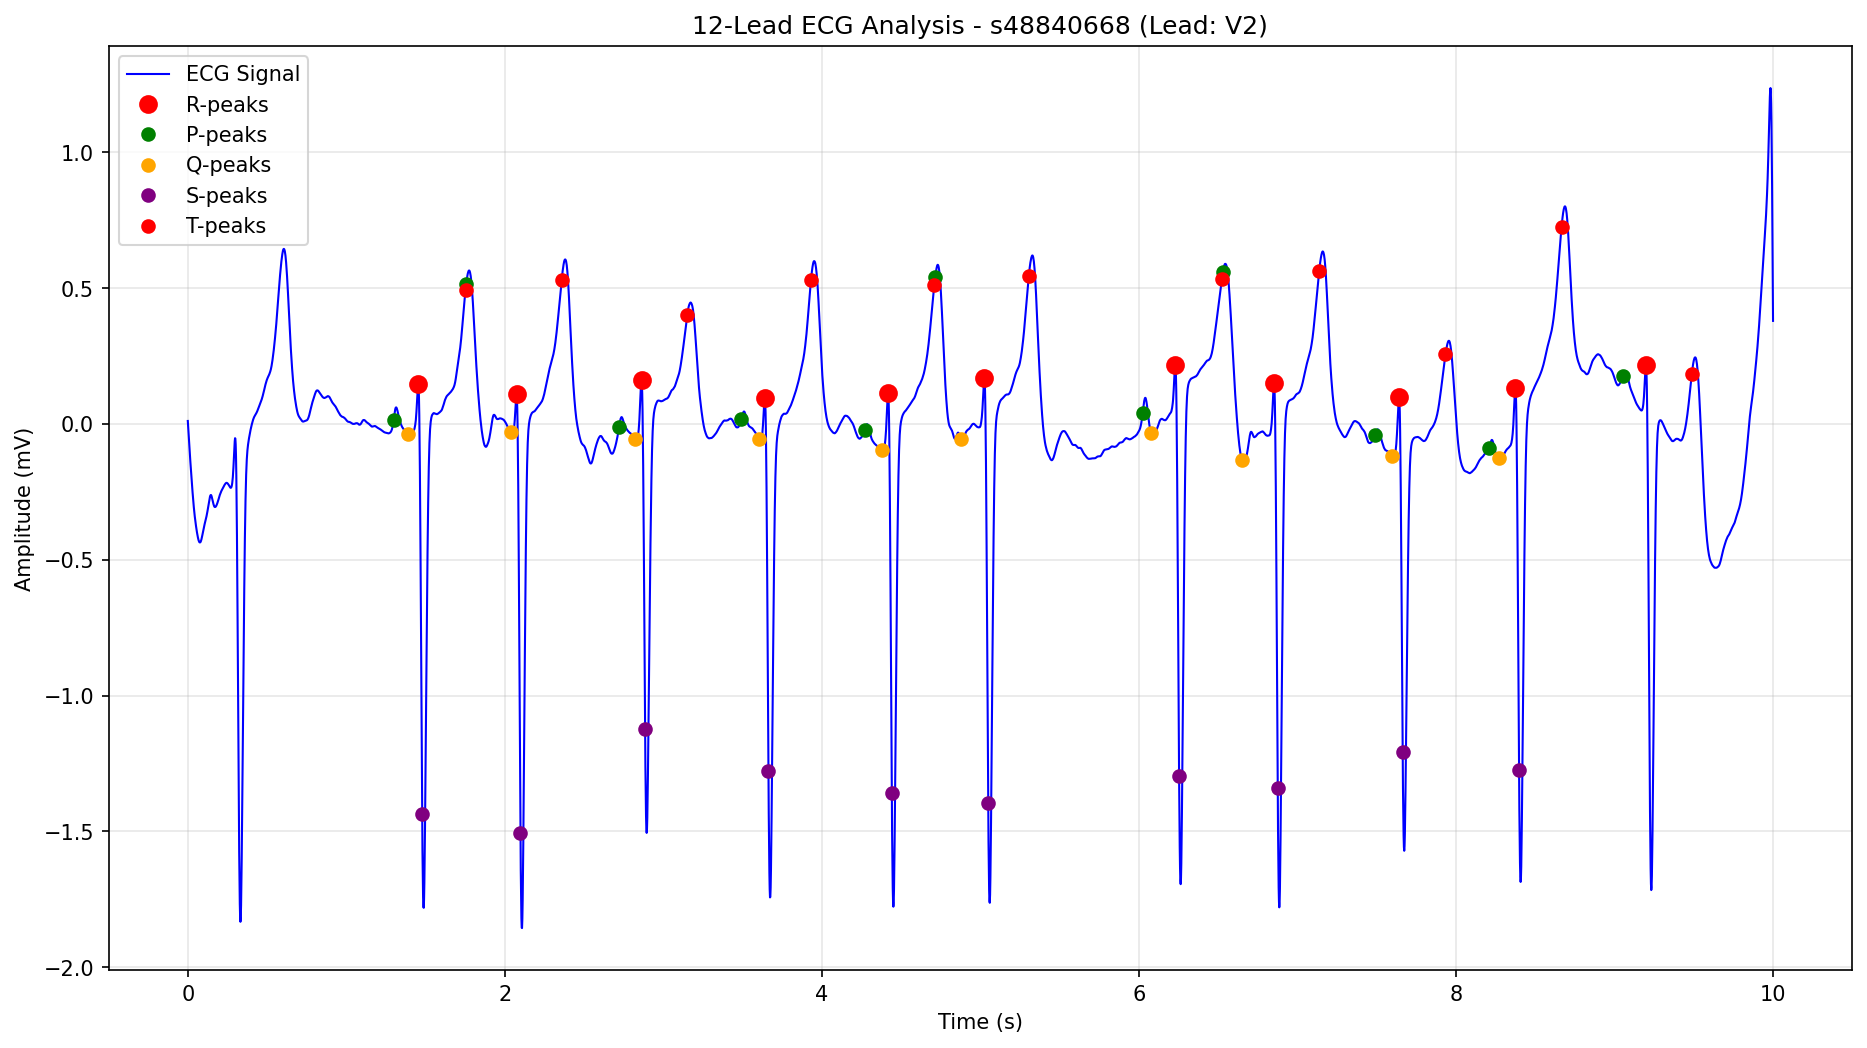 12-Lead ECG Analysis - s48840668 (Lead: V2)
ECG Signal
R-peaks
P-peaks
Q-peaks
S-peaks
T-peaks
Amplitude (mV)
1.0
0.5
0.0
−0.5
−1.0
−1.5
−2.0
0 2 4 6 8 10
Time (s)